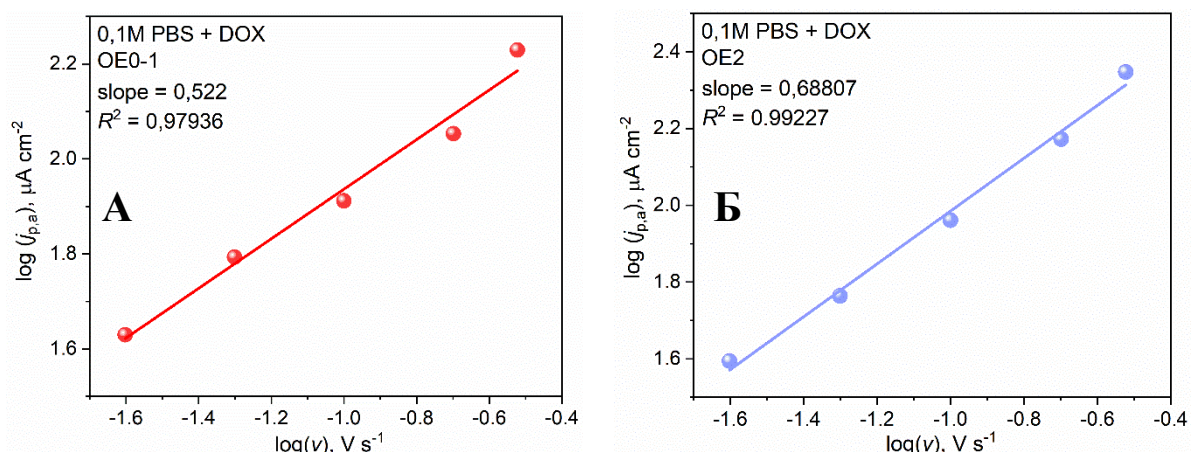 0,1M PBS + DOX
OE0-1
slope = 0,522
R² = 0,97936
А
2.2
2.0
1.8
1.6
log (jp,a), μA cm⁻²
-1.6 -1.4 -1.2 -1.0 -0.8 -0.6 -0.4
log(v), V s⁻¹
0,1M PBS + DOX
OE2
slope = 0,68807
R² = 0.99227
Б
2.4
2.2
2.0
1.8
1.6
log (jp,a), μA cm⁻²
-1.6 -1.4 -1.2 -1.0 -0.8 -0.6 -0.4
log(v), V s⁻¹